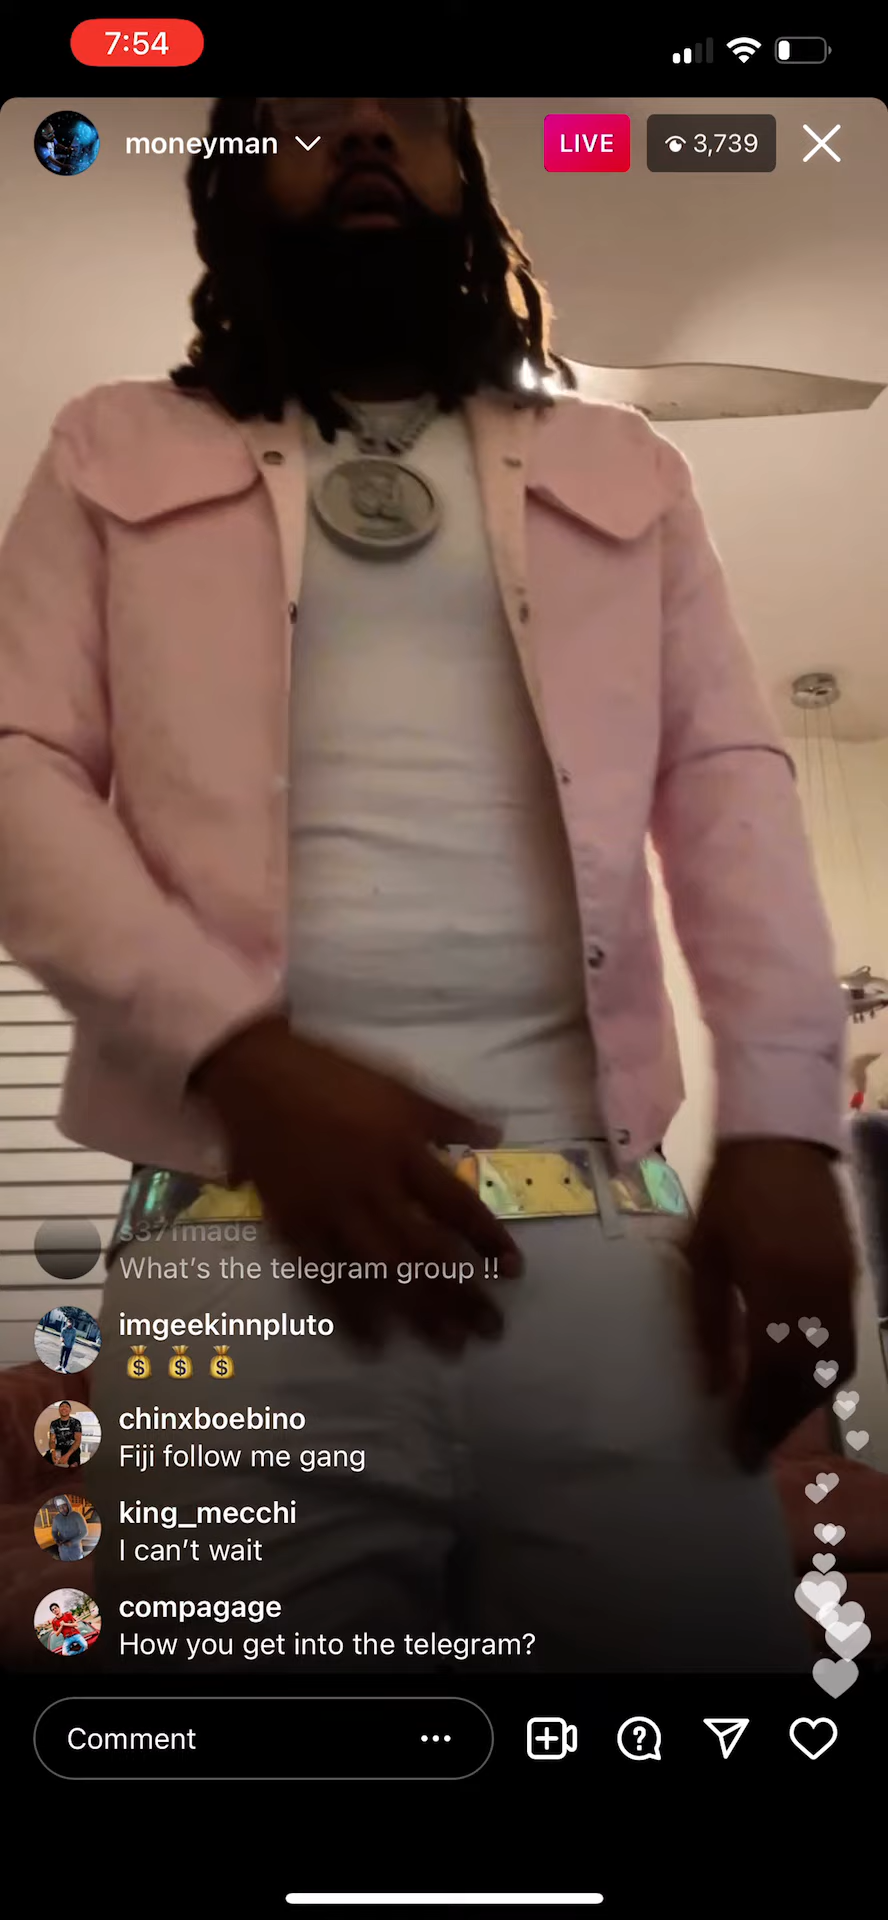 7:54
moneyman
LIVE
3,739
s37fmade
What's the telegram group !!
imgeekinnpluto
chinxboebino
Fiji follow me gang
king_mecchi
I can't wait
compagage
How you get into the telegram?
Comment